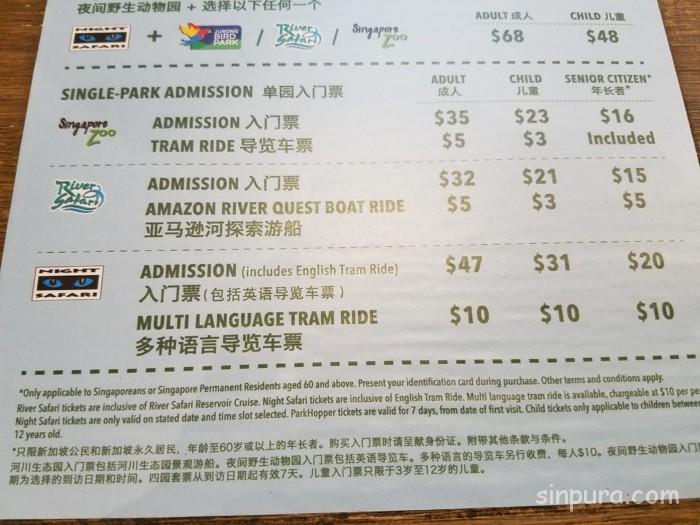 夜间野生动物园 + 选择以下任何一个
ADULT 成人 CHILD 儿童
NIGHT SAFARI + JURONG BIRD PARK / River Safari / Singapore Zoo $68 $48
SINGLE-PARK ADMISSION 单园入门票 ADULT 成人 CHILD 儿童 SENIOR CITIZEN* 年长者*
Singapore Zoo
ADMISSION 入门票 $35 $23 $16
TRAM RIDE 导览车票 $5 $3 Included
River Safari
ADMISSION 入门票 $32 $21 $15
AMAZON RIVER QUEST BOAT RIDE $5 $3 $5
亚马逊河探索游船
NIGHT SAFARI
ADMISSION (includes English Tram Ride) $47 $31 $20
入门票(包括英语导览车票)
MULTI LANGUAGE TRAM RIDE $10 $10 $10
多种语言导览车票
*Only applicable to Singaporeans or Singapore Permanent Residents aged 60 and above. Present your identification card during purchase. Other terms and conditions apply.
River Safari tickets are inclusive of River Safari Reservoir Cruise. Night Safari tickets are inclusive of English Tram Ride. Multi language tram ride is available, chargeable at $10 per
Night Safari tickets are only valid on stated date and time slot selected. ParkHopper tickets are valid for 7 days, from date of first visit. Child tickets only applicable to children between
12 years old.
*只限新加坡公民和新加坡永久居民，年龄至60岁或以上的年长者。购买入门票时请呈献身份证。附带其他条款与条件。
河川生态园入门票包括河川生态园景观游船。夜间野生动物园入门票包括英语导览车。多种语言的导览车另行收费，每人$10。夜间野生动物园入门
期为选择的到访日期和时间。四园套票从到访日期起有效7天。儿童入门票只限于3岁至12岁的儿童。
sinpura.com